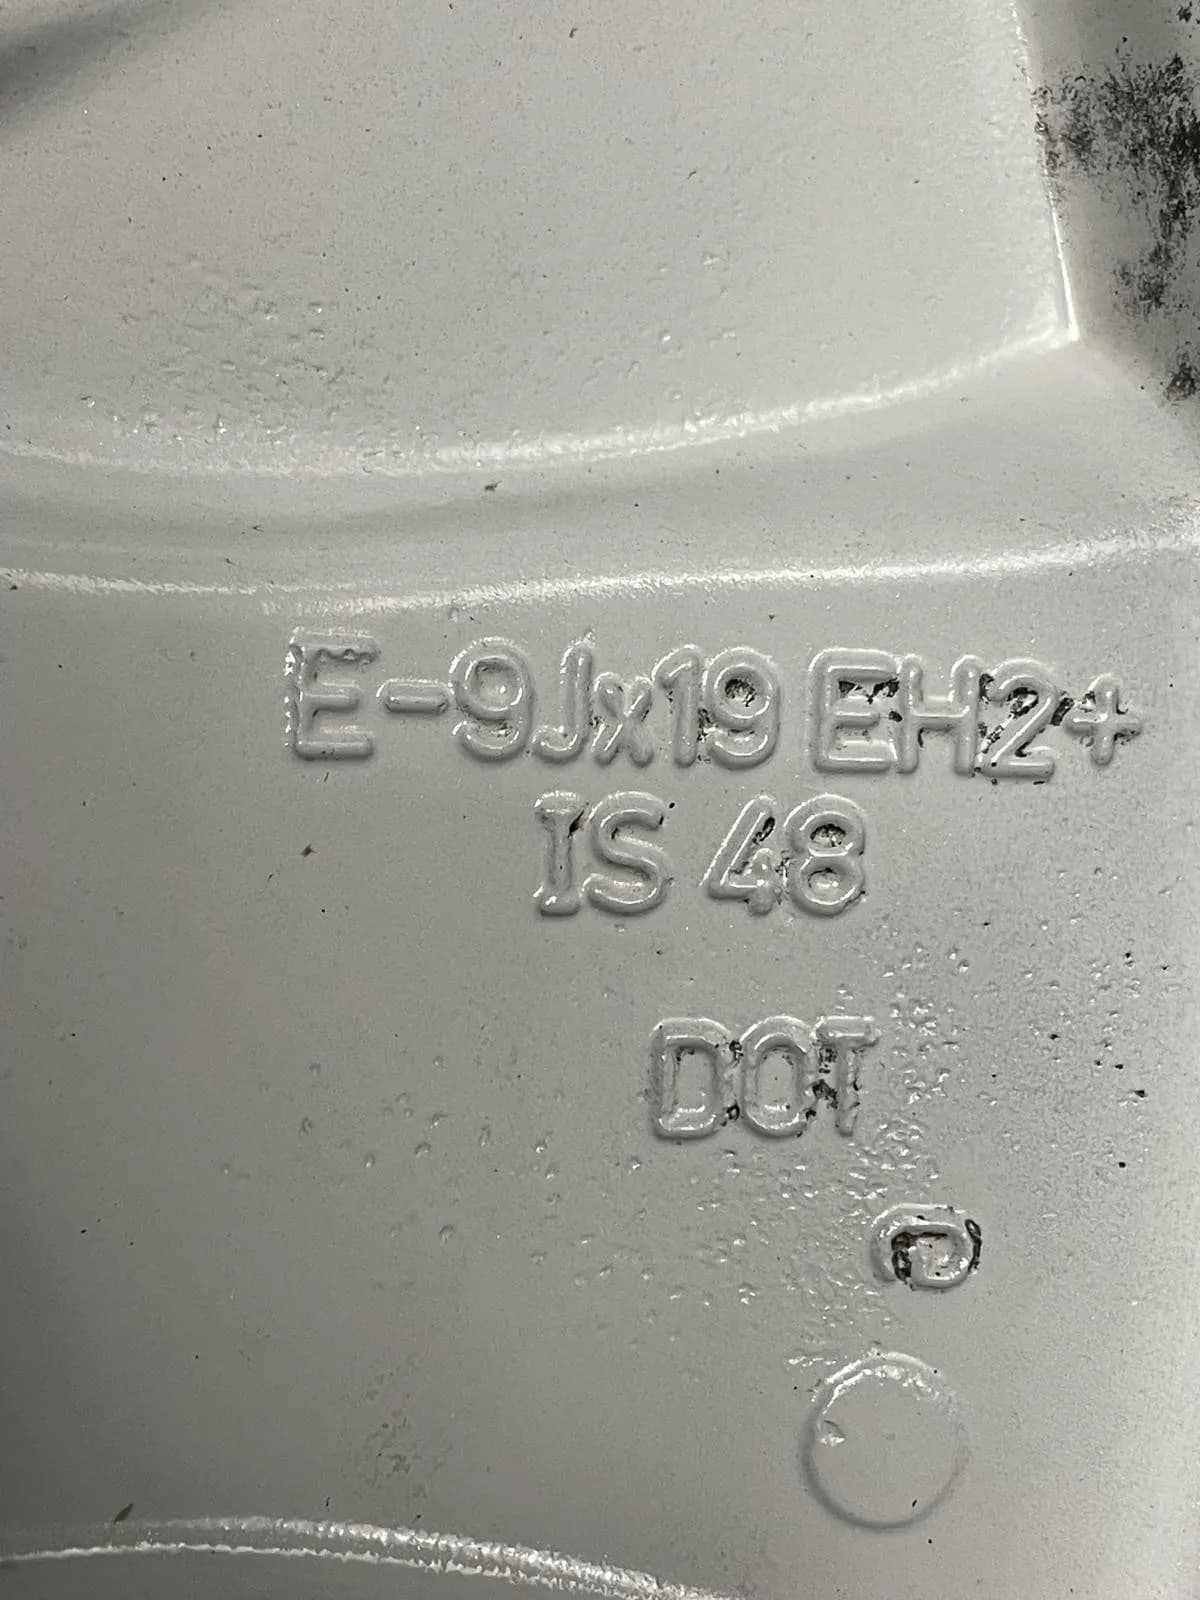 E-9Jx19 EH2+
IS 48
DOT